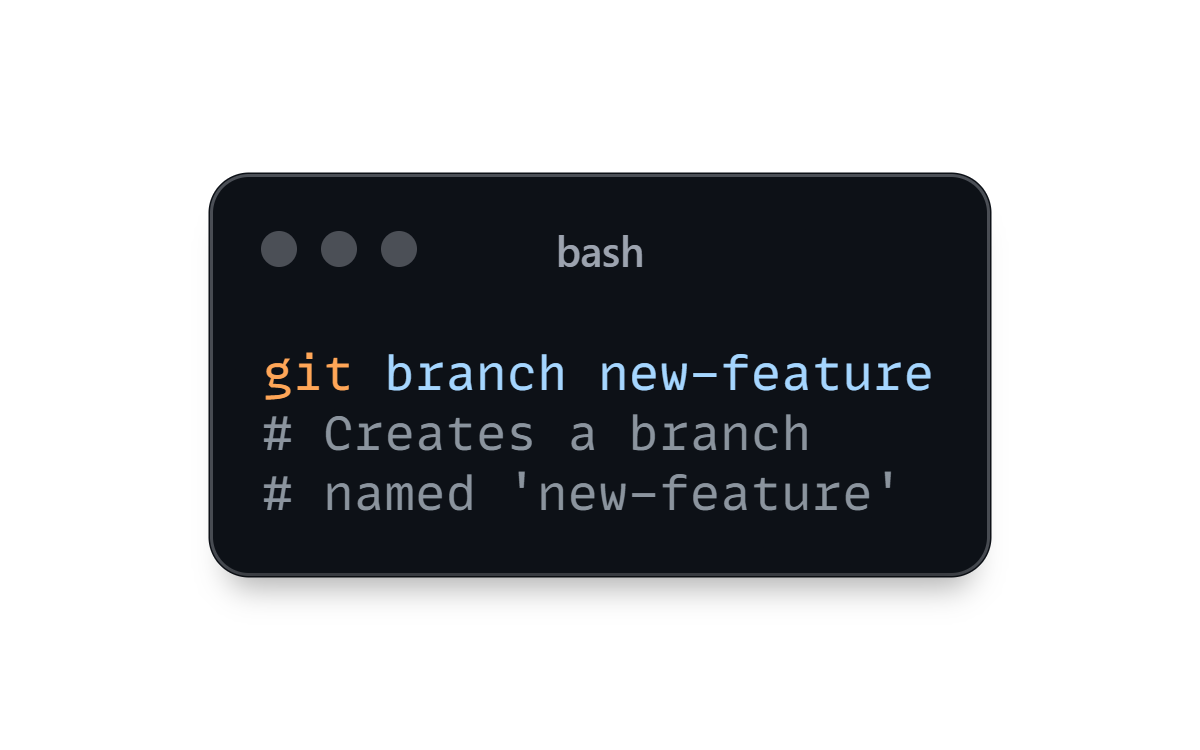 bash
git branch new-feature
# Creates a branch
# named 'new-feature'